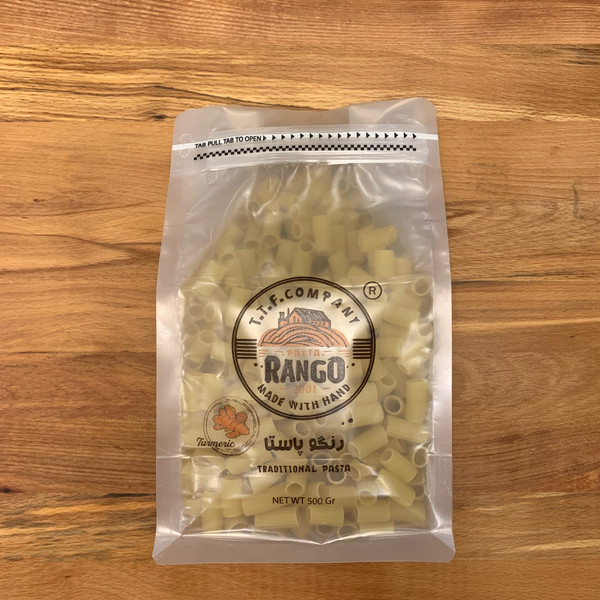 TAB PULL TAB TO OPEN
T.T.F.COMPANY
®
PASTA
RANGO
2001
MADE WITH HAND
Turmeric
رنگو پاستا
TRADITIONAL PASTA
NET WT 500 Gr